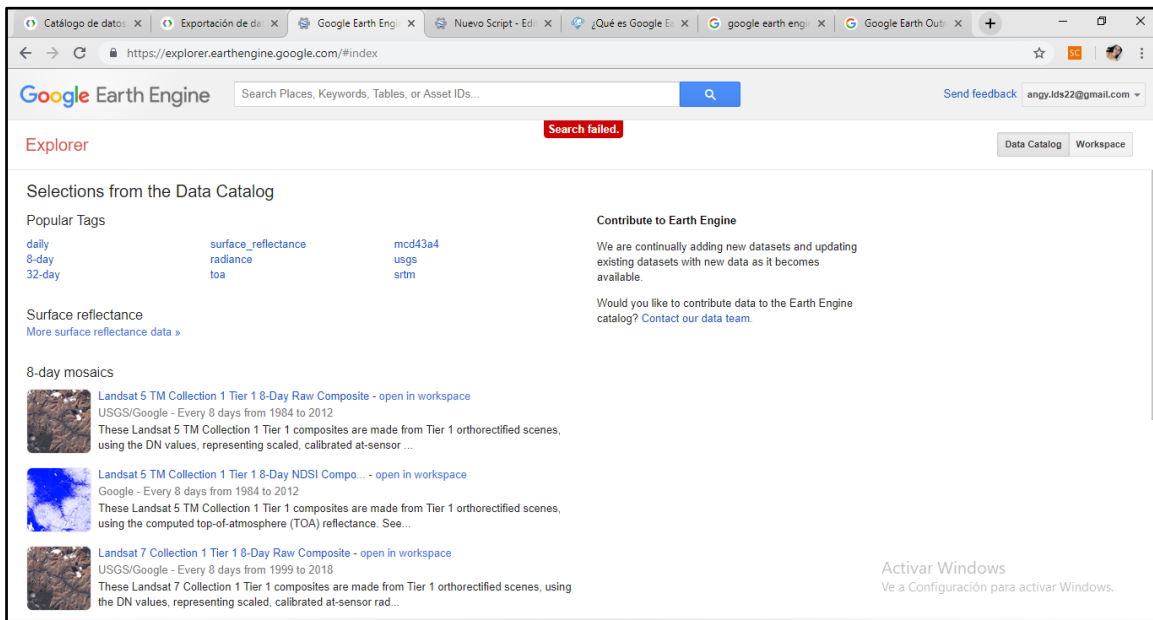 Catálogo de datos
Exportación de dat
Google Earth Engi
Nuevo Script - Edi
¿Qué es Google Ea
google earth engin
Google Earth Outr
https://explorer.earthengine.google.com/#index
SC
Google Earth Engine
Search Places, Keywords, Tables, or Asset IDs...
Send feedback
angy.lds22@gmail.com
Search failed.
Explorer
Data Catalog
Workspace
Selections from the Data Catalog
Popular Tags
daily
surface_reflectance
mcd43a4
8-day
radiance
usgs
32-day
toa
srtm
Surface reflectance
More surface reflectance data »
8-day mosaics
Landsat 5 TM Collection 1 Tier 1 8-Day Raw Composite - open in workspace
USGS/Google - Every 8 days from 1984 to 2012
These Landsat 5 TM Collection 1 Tier 1 composites are made from Tier 1 orthorectified scenes,
using the DN values, representing scaled, calibrated at-sensor ...
Landsat 5 TM Collection 1 Tier 1 8-Day NDSI Compo... - open in workspace
Google - Every 8 days from 1984 to 2012
These Landsat 5 TM Collection 1 Tier 1 composites are made from Tier 1 orthorectified scenes,
using the computed top-of-atmosphere (TOA) reflectance. See...
Landsat 7 Collection 1 Tier 1 8-Day Raw Composite - open in workspace
USGS/Google - Every 8 days from 1999 to 2018
These Landsat 7 Collection 1 Tier 1 composites are made from Tier 1 orthorectified scenes, using
the DN values, representing scaled, calibrated at-sensor rad...
Contribute to Earth Engine
We are continually adding new datasets and updating
existing datasets with new data as it becomes
available.
Would you like to contribute data to the Earth Engine
catalog? Contact our data team.
Activar Windows
Ve a Configuración para activar Windows.